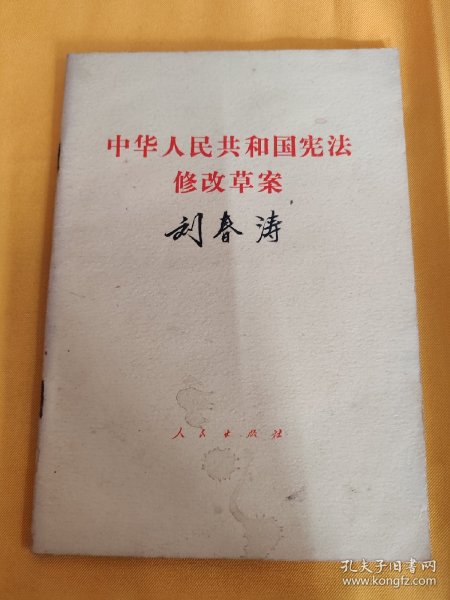 中华人民共和国宪法
修改草案
刘春涛
人民出版社
孔夫子旧书网
www.kongfz.com